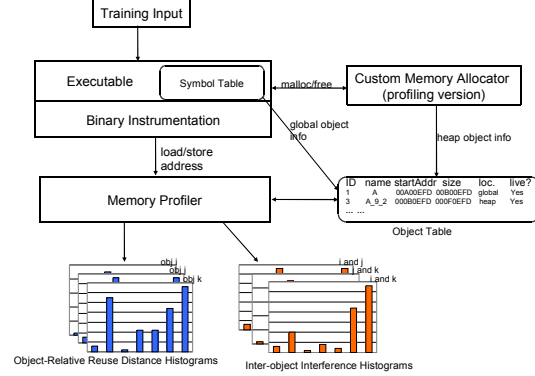 Training Input
Executable
Symbol Table
malloc/free
Custom Memory Allocator
(profiling version)
Binary Instrumentation
global object
info
heap object info
load/store
address
Memory Profiler
ID name startAddr size loc. live?
1 A 00A00EFD 00B00EFD global Yes
3 A_9_2 000B0EFD 000F0EFD heap Yes
... ...
Object Table
obj i
obj j
obj k
i and j
j and k
i and k
Object-Relative Reuse Distance Histograms
Inter-object Interference Histograms